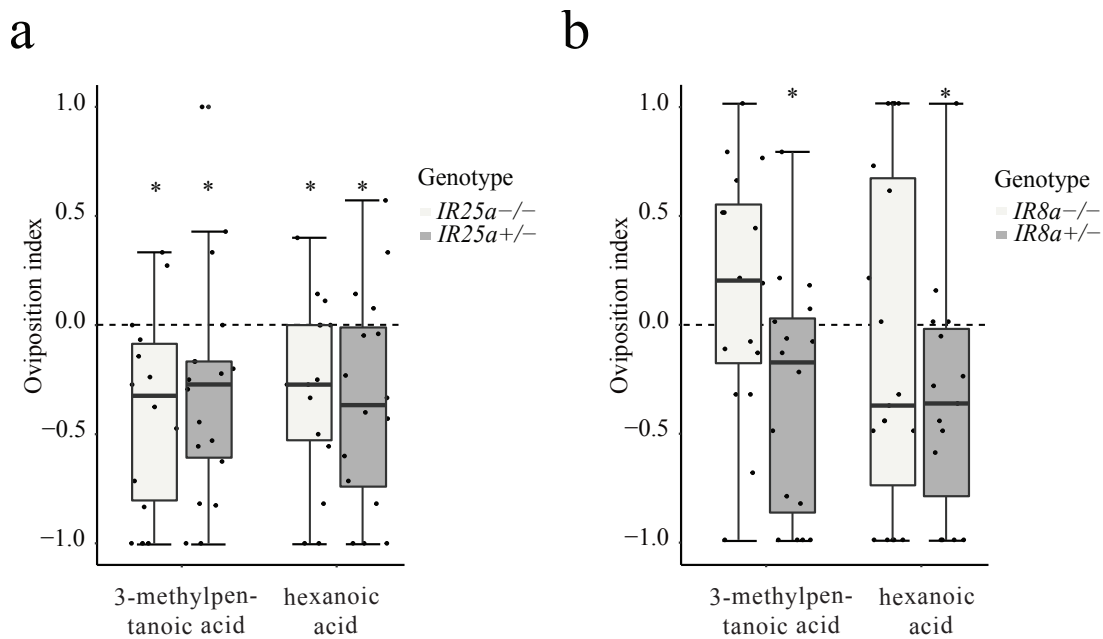 a
Oviposition index
1.0
0.5
0.0
−0.5
−1.0
* * * *
Genotype
IR25a−/−
IR25a+/−
3-methylpen-
tanoic acid
hexanoic
acid
b
Oviposition index
1.0
0.5
0.0
−0.5
−1.0
* *
Genotype
IR8a−/−
IR8a+/−
3-methylpen-
tanoic acid
hexanoic
acid